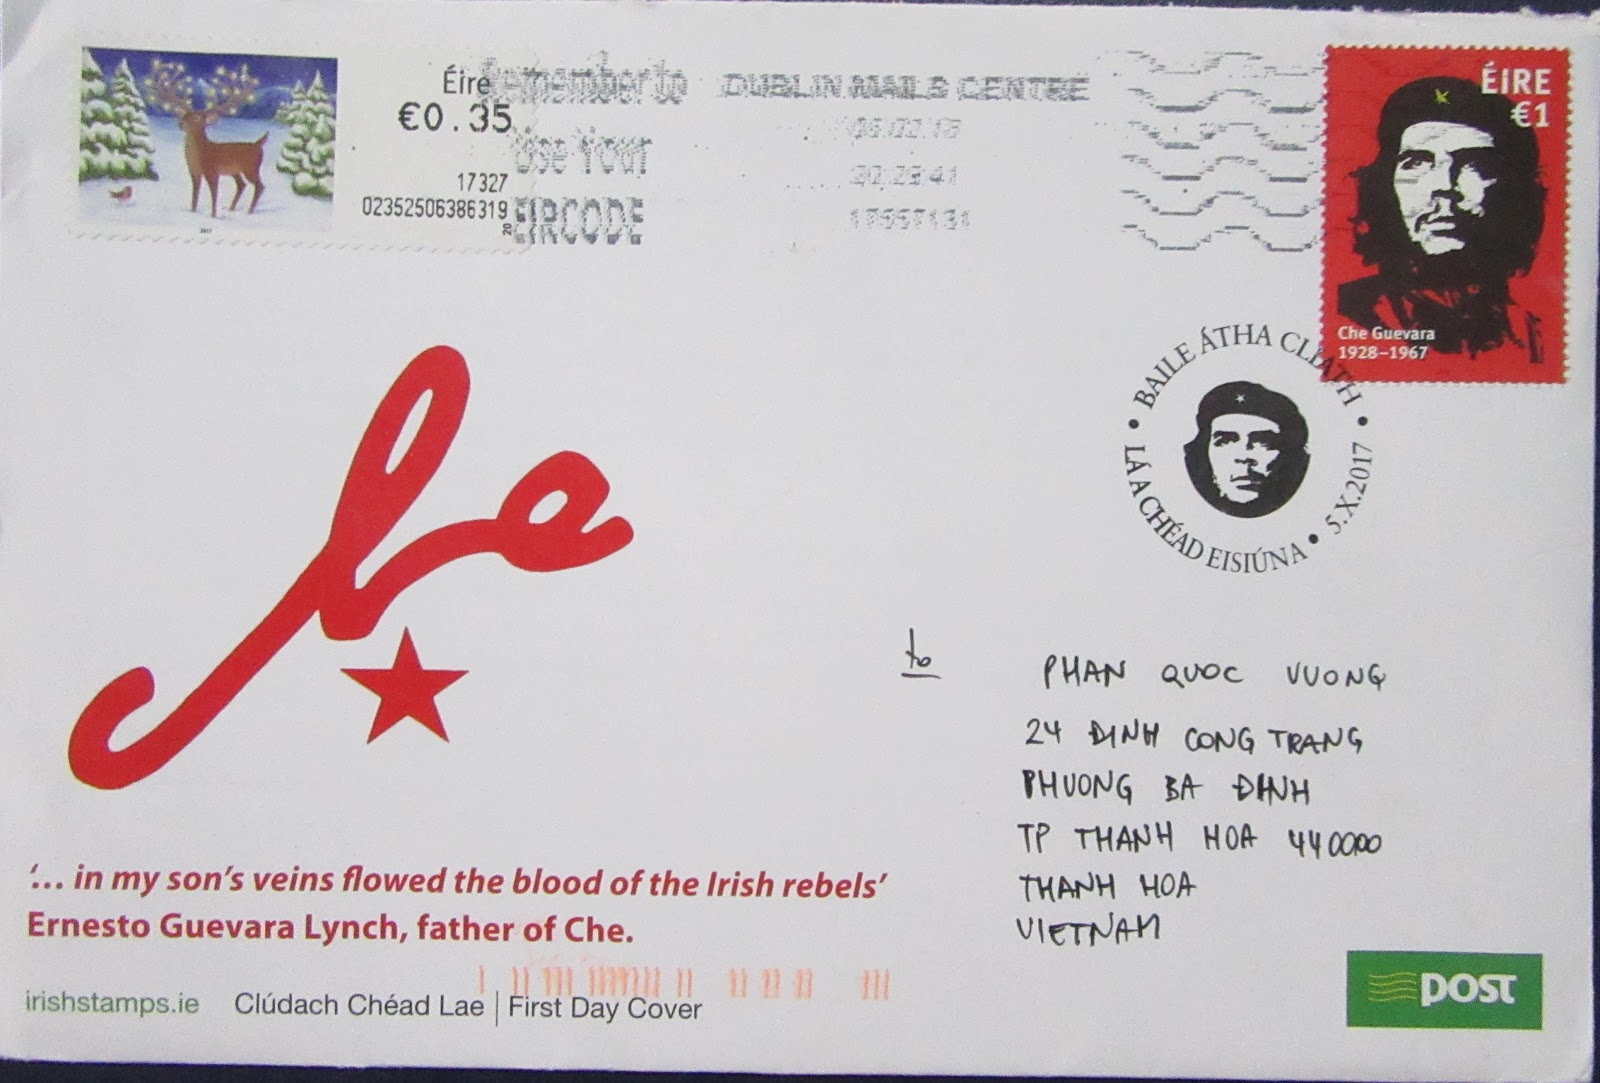 Éire
€0.35
17327
02352506386319
20
2017
Remember to
Use Your
EIRCODE
DUBLIN MAILS CENTRE
17557131
ÉIRE
€1
Che Guevara
1928–1967
BAILE ÁTHA CLIATH • 5.X.2017 • LÁ A CHÉAD EISIÚNA •
Che
to
PHAN QUOC VUONG
24 ĐINH CONG TRANG
PHUONG BA ĐINH
TP THANH HOA 440000
THANH HOA
VIETNAM
‘... in my son’s veins flowed the blood of the Irish rebels’
Ernesto Guevara Lynch, father of Che.
irishstamps.ie Clúdach Chéad Lae | First Day Cover
post